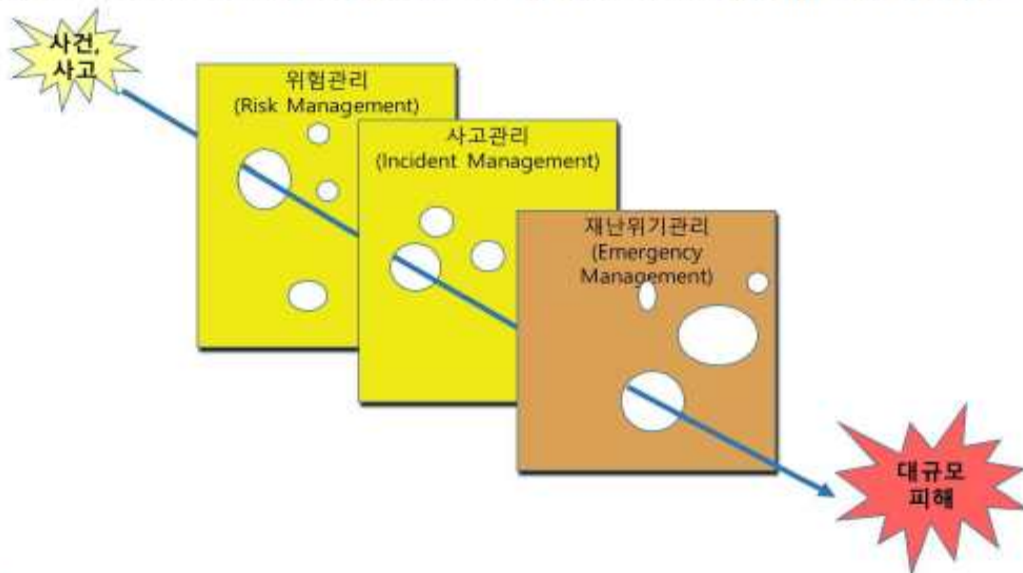 사건,
사고
위험관리
(Risk Management)
사고관리
(Incident Management)
재난위기관리
(Emergency
Management)
대규모
피해